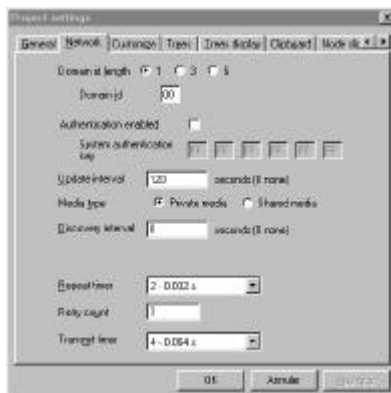 Project settings
General Network Customize Trees Trees display Clipboard Node
Domain id length 1 3 6
Domain id 00
Authentication enabled
System authentication
key
Update interval 120 seconds (0 none)
Media type Private media Shared media
Discovery interval 0 seconds (0 none)
Repeat timer 2 - 0.032 s
Retry count 3
Transmit timer 4 - 0.064 s
OK Annuler